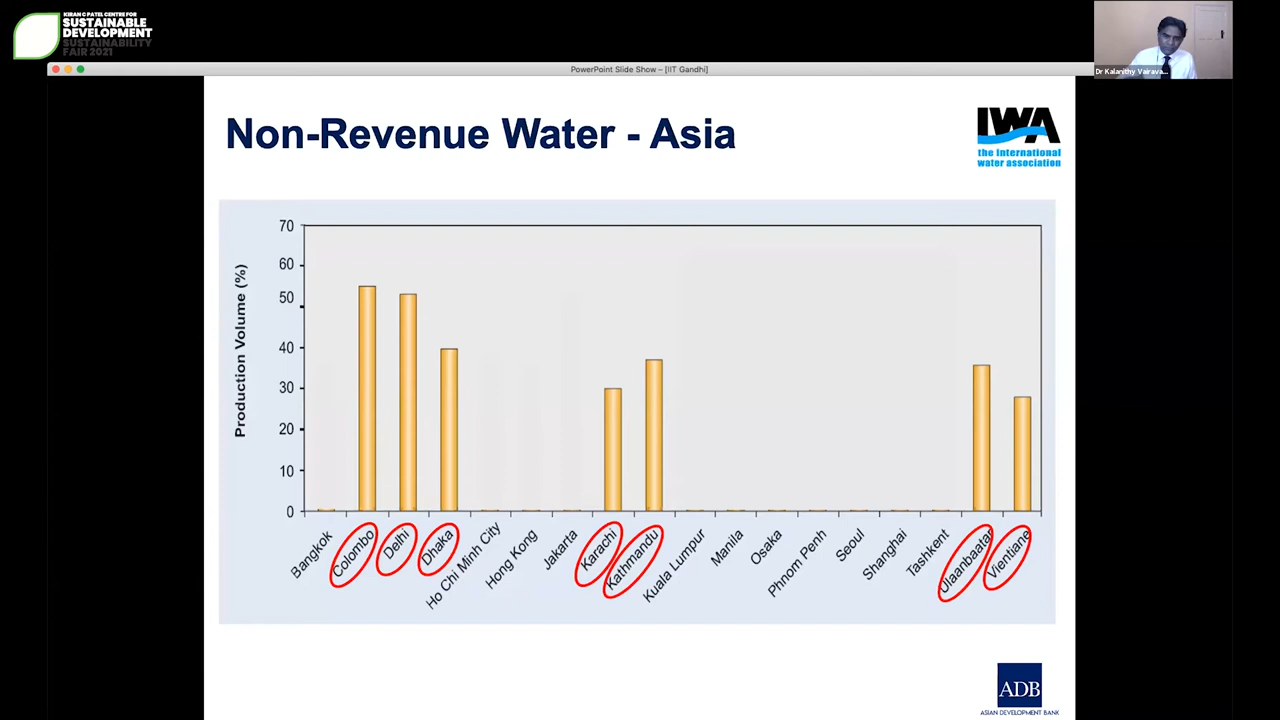 KIRAN C PATEL CENTRE FOR
SUSTAINABLE
DEVELOPMENT
SUSTAINABILITY
FAIR 2021
Dr Kalanithy Vairava...
PowerPoint Slide Show – [IIT Gandhi]
Non-Revenue Water - Asia
IWA
the international
water association
Production Volume (%)
70
60
50
40
30
20
10
0
Bangkok
Colombo
Delhi
Dhaka
Ho Chi Minh City
Hong Kong
Jakarta
Karachi
Kathmandu
Kuala Lumpur
Manila
Osaka
Phnom Penh
Seoul
Shanghai
Tashkent
Ulaanbaatar
Vientiane
ADB
ASIAN DEVELOPMENT BANK